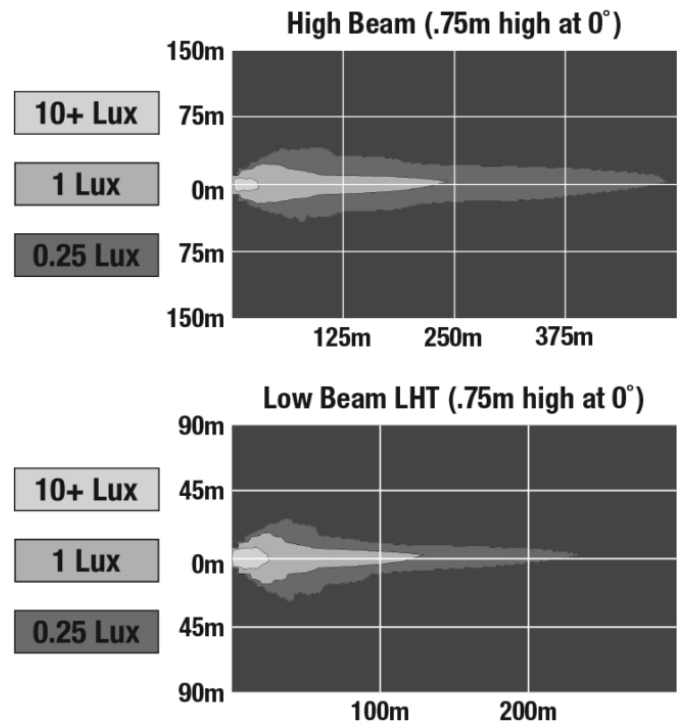 High Beam (.75m high at 0˚)
150m
75m
0m
75m
150m
10+ Lux
1 Lux
0.25 Lux
125m 250m 375m
Low Beam LHT (.75m high at 0˚)
90m
45m
0m
45m
90m
10+ Lux
1 Lux
0.25 Lux
100m 200m